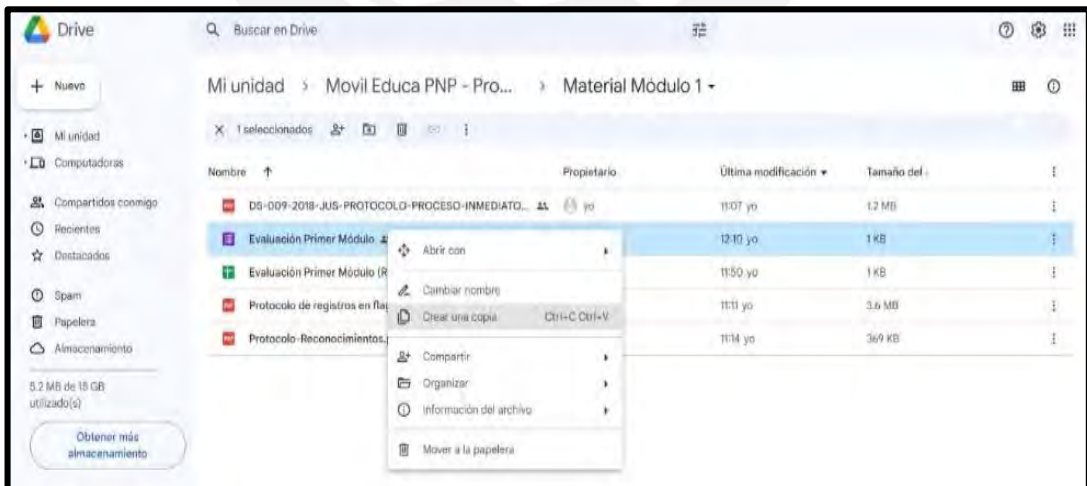 Drive
Buscar en Drive
Nuevo
Mi unidad > Movil Educa PNP - Pro... > Material Módulo 1
1 seleccionados
Mi unidad
Computadoras
Compartidos conmigo
Recientes
Destacados
Spam
Papelera
Almacenamiento
5.2 MB de 15 GB
utilizado(s)
Obtener más
almacenamiento
Nombre Propietario Última modificación Tamaño del
DS-009-2018-JUS-PROTOCOLO-PROCESO-INMEDIATO... yo 11:07 yo 1.2 MB
Evaluación Primer Módulo 12:10 yo 1 KB
Evaluación Primer Módulo (R 11:50 yo 1 KB
Protocolo de registros en fla 11:11 yo 3.6 MB
Protocolo-Reconocimientos. 11:14 yo 369 KB
Abrir con
Cambiar nombre
Crear una copia Ctrl+C Ctrl+V
Compartir
Organizar
Información del archivo
Mover a la papelera